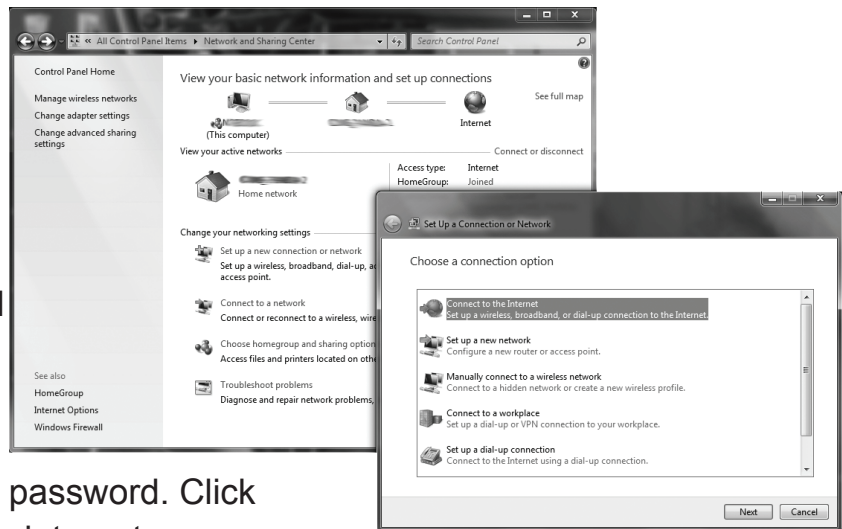 « All Control Panel Items ▸ Network and Sharing Center
Search Control Panel
Control Panel Home
Manage wireless networks
Change adapter settings
Change advanced sharing
settings
See also
HomeGroup
Internet Options
Windows Firewall
View your basic network information and set up connections
See full map
(This computer)
Internet
View your active networks
Connect or disconnect
Home network
Access type: Internet
HomeGroup: Joined
Change your networking settings
Set up a new connection or network
Set up a wireless, broadband, dial-up,
access point.
Connect to a network
Connect or reconnect to a wireless,
Choose homegroup and sharing
Access files and printers located on
Troubleshoot problems
Diagnose and repair network problems,
Set Up a Connection or Network
Choose a connection option
Connect to the Internet
Set up a wireless, broadband, or dial-up connection to the Internet.
Set up a new network
Configure a new router or access point.
Manually connect to a wireless network
Connect to a hidden network or create a new wireless profile.
Connect to a workplace
Set up a dial-up or VPN connection to your workplace.
Set up a dial-up connection
Connect to the Internet using a dial-up connection.
Next Cancel
password. Click